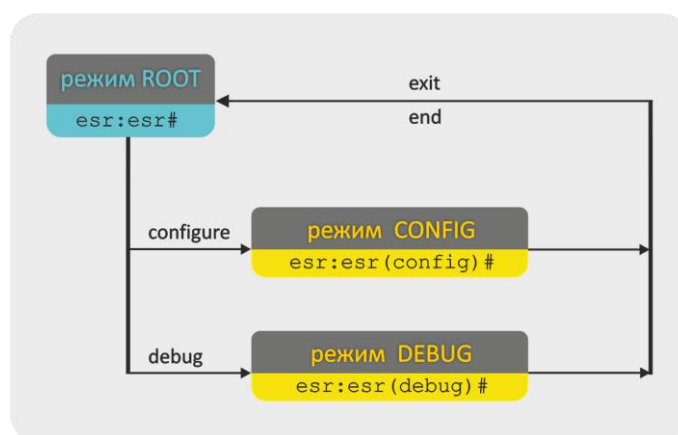 режим ROOT
esr:esr#
exit
end
configure
режим CONFIG
esr:esr(config)#
debug
режим DEBUG
esr:esr(debug)#